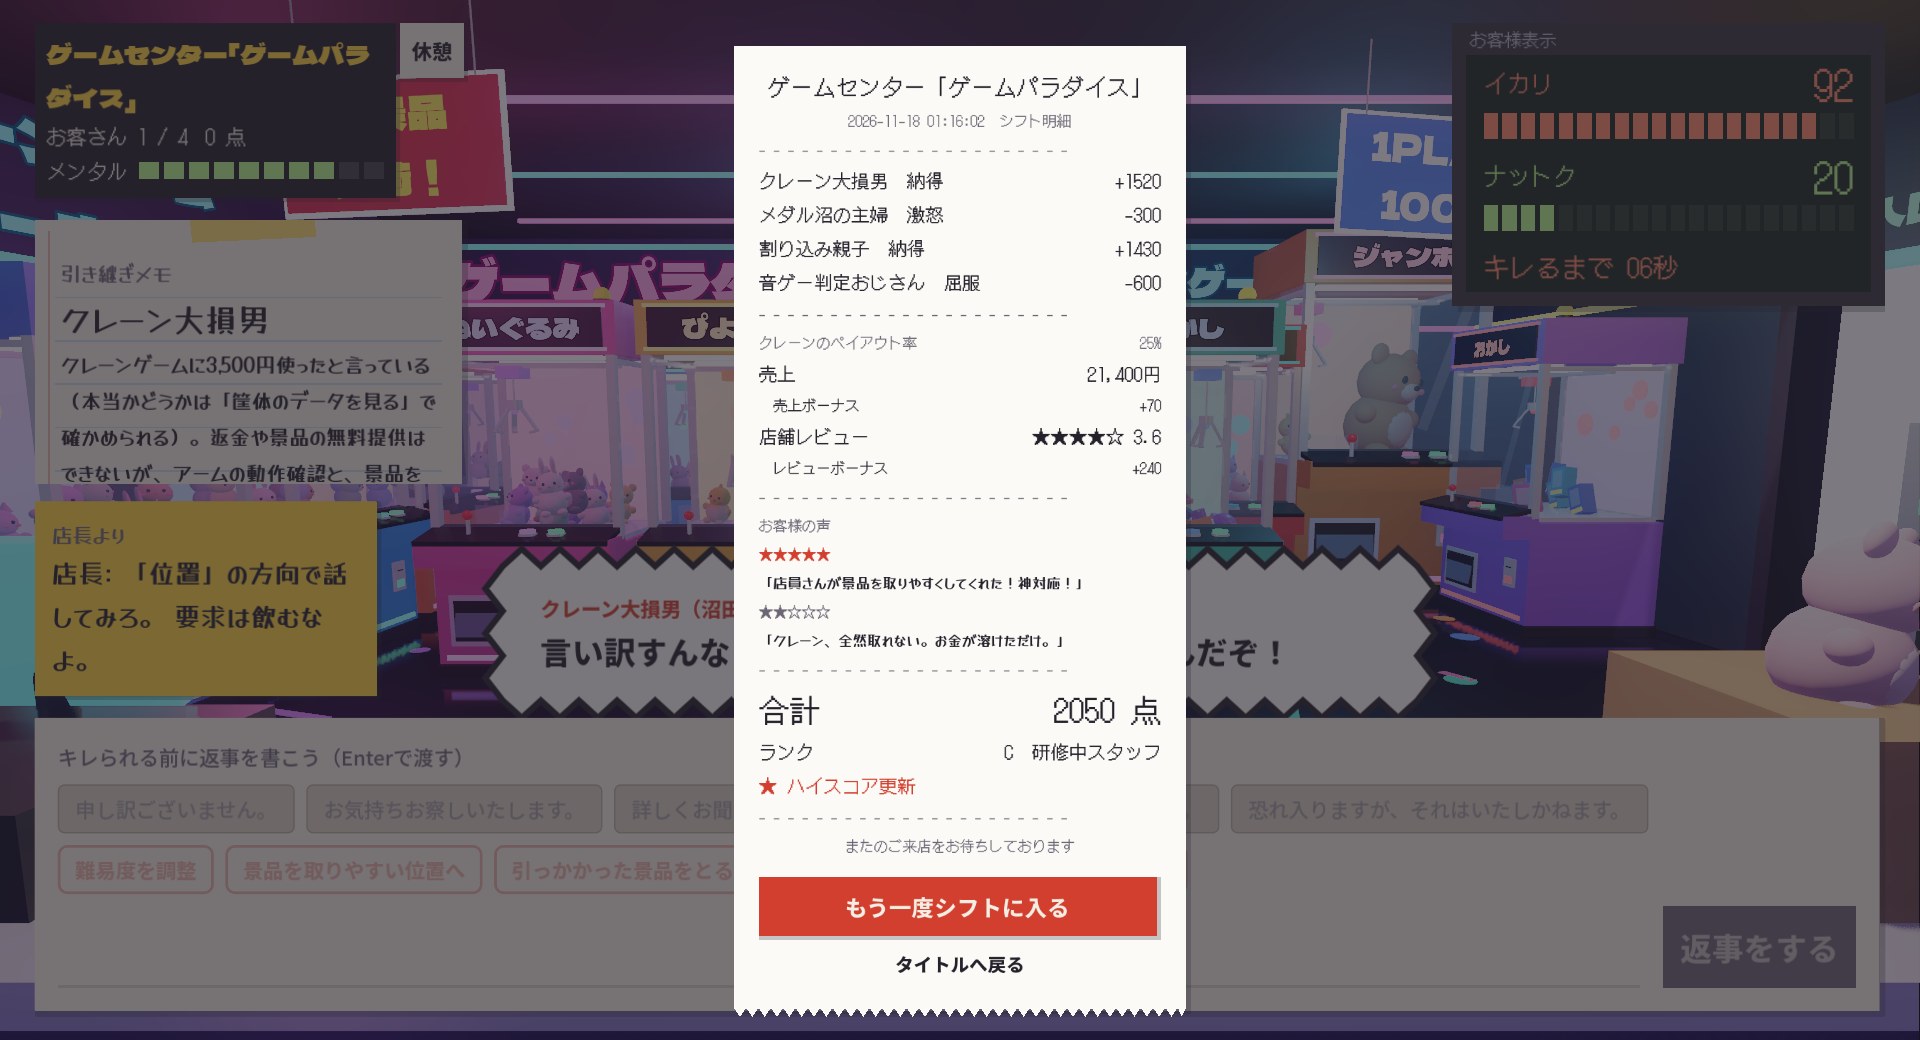 ゲームセンター「ゲームパラ
ダイス」
お客さん 1/4 0点
メンタル
休憩
引き継ぎメモ
クレーン大損男
クレーンゲームに3,500円使ったと言っている
（本当かどうかは「筐体のデータを見る」で
確かめられる）。返金や景品の無料提供は
できないが、アームの動作確認と、景品を
店長より
店長：「位置」の方向で話
してみろ。 要求は飲むな
よ。
お客様表示
イカリ 92
ナットク 20
キレるまで 06秒
1PL
100
ゲームパラダ
ゲー
ジャンボ
ぬいぐるみ
ぴよ
かし
おかし
クレーン大損男（沼田
言い訳すんな
んだぞ！
ゲームセンター「ゲームパラダイス」
2026-11-18 01:16:02 シフト明細
クレーン大損男 納得 +1520
メダル沼の主婦 激怒 -300
割り込み親子 納得 +1430
音ゲー判定おじさん 屈服 -600
クレーンのペイアウト率 25%
売上 21,400円
売上ボーナス +70
店舗レビュー ★★★★☆ 3.6
レビューボーナス +240
お客様の声
★★★★★
「店員さんが景品を取りやすくしてくれた！神対応！」
★★☆☆☆
「クレーン、全然取れない。お金が溶けただけ。」
合計 2050 点
ランク C 研修中スタッフ
★ ハイスコア更新
またのご来店をお待ちしております
もう一度シフトに入る
タイトルへ戻る
キレられる前に返事を書こう（Enterで渡す）
申し訳ございません。
お気持ちお察しいたします。
詳しくお聞
恐れ入りますが、それはいたしかねます。
難易度を調整
景品を取りやすい位置へ
引っかかった景品をとる
返事をする